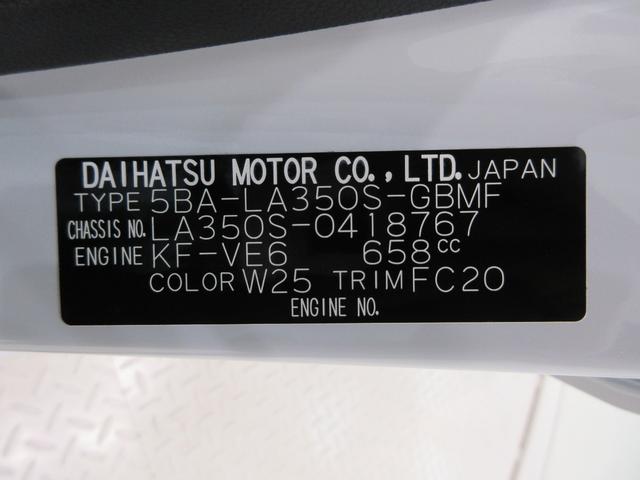 DAIHATSU MOTOR CO.,LTD. JAPAN
TYPE 5BA-LA350S-GBMF
CHASSIS NO. LA350S-0418767
ENGINE KF-VE6 658cc
COLOR W25 TRIM FC20
ENGINE NO.